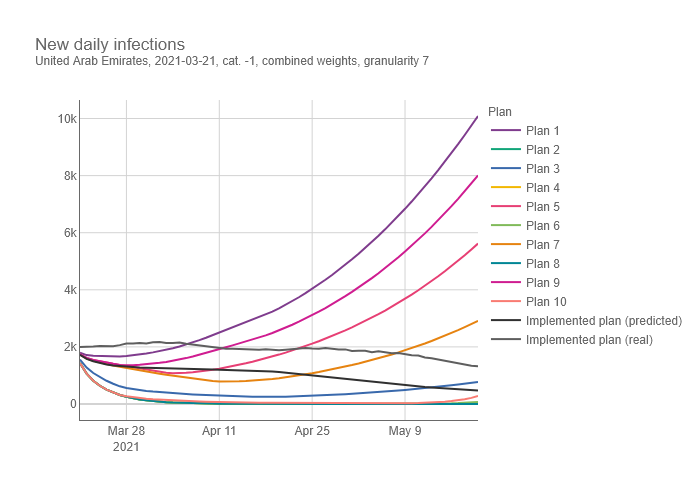 New daily infections
United Arab Emirates, 2021-03-21, cat. -1, combined weights, granularity 7
Plan
10k
8k
6k
4k
2k
0
Mar 28
2021
Apr 11
Apr 25
May 9
Plan 1
Plan 2
Plan 3
Plan 4
Plan 5
Plan 6
Plan 7
Plan 8
Plan 9
Plan 10
Implemented plan (predicted)
Implemented plan (real)